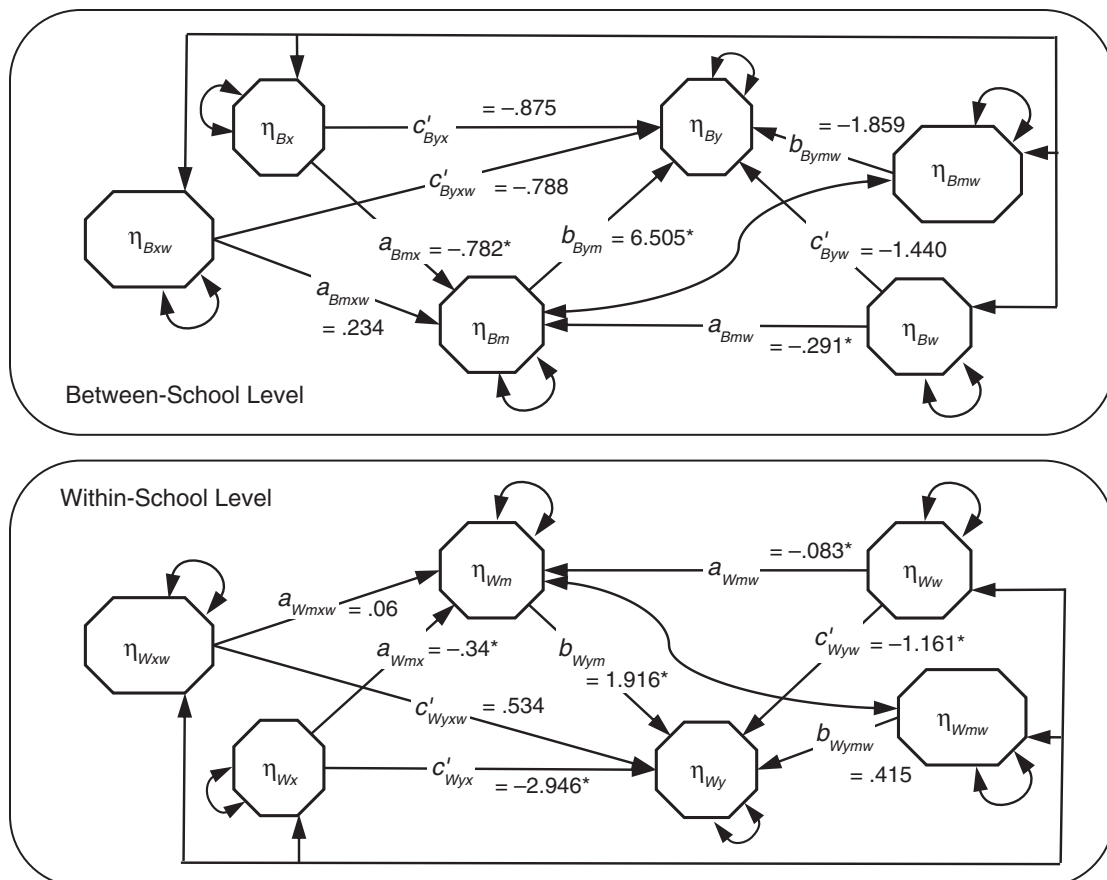 η_Bx
c'_Byx = –.875
η_By
= –1.859
b_Bymw
η_Bmw
c'_Byxw = –.788
η_Bxw
a_Bmx = –.782*
b_Bym = 6.505*
c'_Byw = –1.440
a_Bmxw = .234
η_Bm
a_Bmw = –.291*
η_Bw
Between-School Level
Within-School Level
η_Wm
= –.083*
a_Wmw
η_Ww
a_Wmxw = .06
η_Wxw
a_Wmx = –.34*
b_Wym = 1.916*
c'_Wyw = –1.161*
c'_Wyxw = .534
η_Wmw
b_Wymw = .415
η_Wx
c'_Wyx = –2.946*
η_Wy